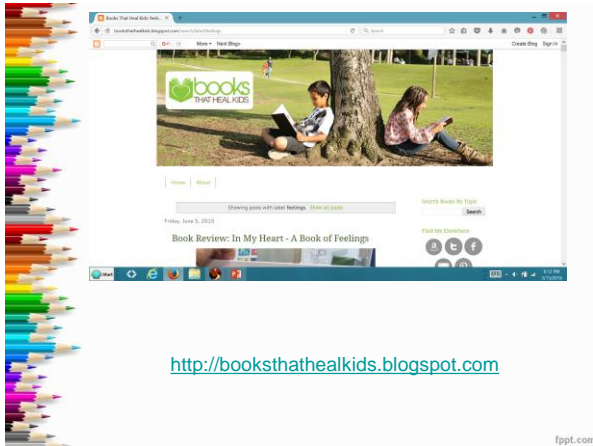 Books That Heal Kids: feeli...
booksthathealkids.blogspot.com/search/label/feelings
Search
G+1
More
Next Blog»
Create Blog Sign In
books
THAT HEAL KIDS
Home About
Showing posts with label feelings. Show all posts
Search Books By Topic
Search
Friday, June 5, 2015
Find Me Elsewhere
Book Review: In My Heart - A Book of Feelings
Start
http://booksthathealkids.blogspot.com
fppt.com